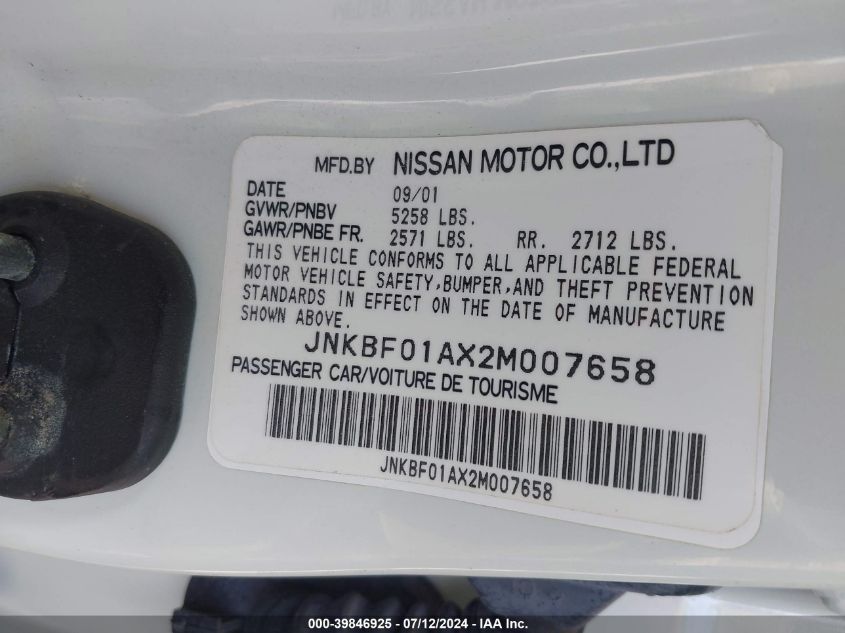 MFD.BY NISSAN MOTOR CO.,LTD
DATE 09/01
GVWR/PNBV 5258 LBS.
GAWR/PNBE FR. 2571 LBS. RR. 2712 LBS.
THIS VEHICLE CONFORMS TO ALL APPLICABLE FEDERAL
MOTOR VEHICLE SAFETY,BUMPER,AND THEFT PREVENTION
STANDARDS IN EFFECT ON THE DATE OF MANUFACTURE
SHOWN ABOVE.
JNKBF01AX2M007658
PASSENGER CAR/VOITURE DE TOURISME
JNKBF01AX2M007658
000-39846925 - 07/12/2024 - IAA Inc.